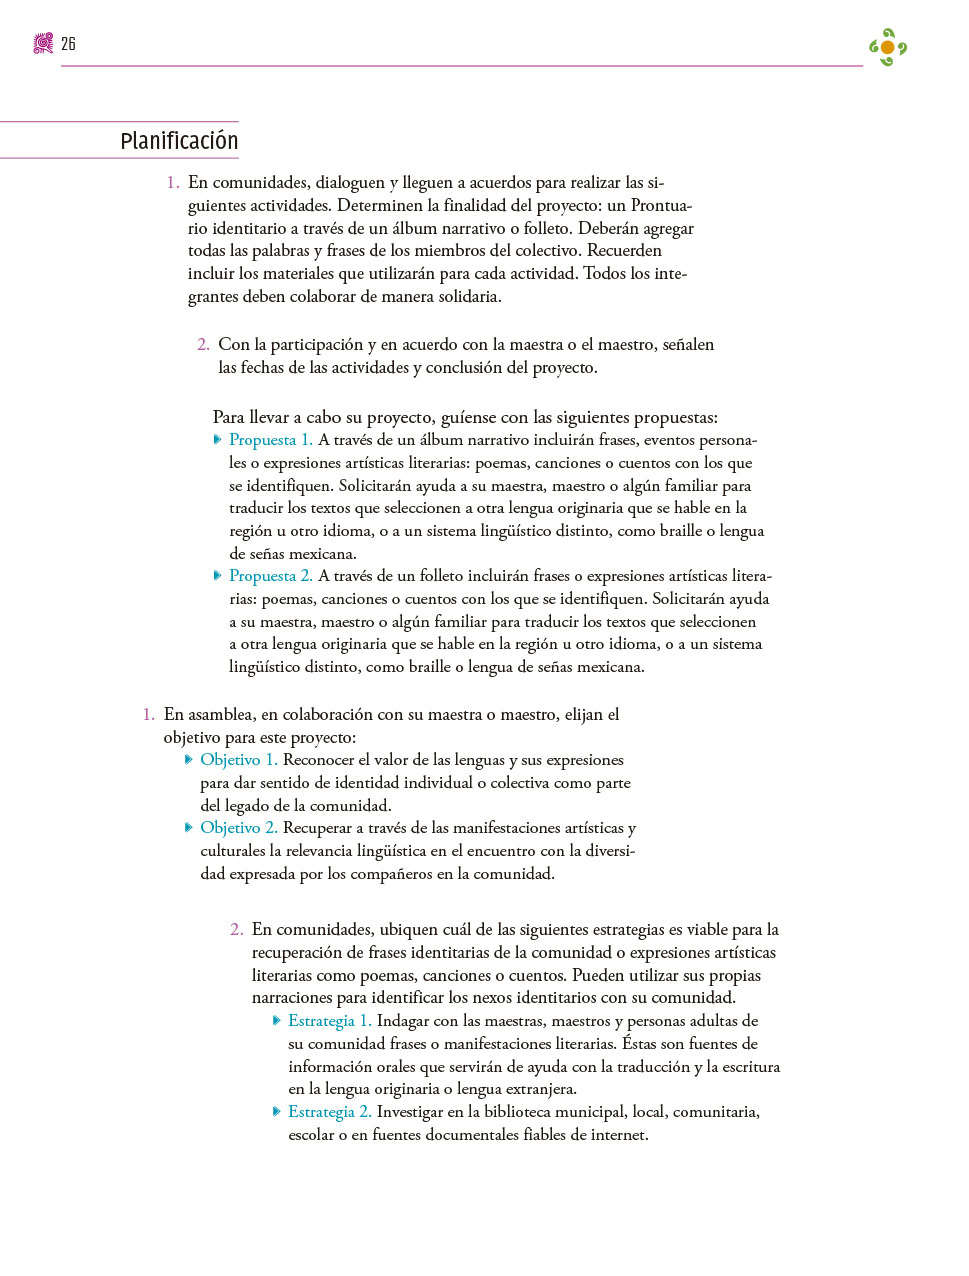 26
Planificación
1. En comunidades, dialoguen y lleguen a acuerdos para realizar las si-
guientes actividades. Determinen la finalidad del proyecto: un Prontua-
rio identitario a través de un álbum narrativo o folleto. Deberán agregar
todas las palabras y frases de los miembros del colectivo. Recuerden
incluir los materiales que utilizarán para cada actividad. Todos los inte-
grantes deben colaborar de manera solidaria.
2. Con la participación y en acuerdo con la maestra o el maestro, señalen
las fechas de las actividades y conclusión del proyecto.
Para llevar a cabo su proyecto, guíense con las siguientes propuestas:
Propuesta 1. A través de un álbum narrativo incluirán frases, eventos persona-
les o expresiones artísticas literarias: poemas, canciones o cuentos con los que
se identifiquen. Solicitarán ayuda a su maestra, maestro o algún familiar para
traducir los textos que seleccionen a otra lengua originaria que se hable en la
región u otro idioma, o a un sistema lingüístico distinto, como braille o lengua
de señas mexicana.
Propuesta 2. A través de un folleto incluirán frases o expresiones artísticas litera-
rias: poemas, canciones o cuentos con los que se identifiquen. Solicitarán ayuda
a su maestra, maestro o algún familiar para traducir los textos que seleccionen
a otra lengua originaria que se hable en la región u otro idioma, o a un sistema
lingüístico distinto, como braille o lengua de señas mexicana.
1. En asamblea, en colaboración con su maestra o maestro, elijan el
objetivo para este proyecto:
Objetivo 1. Reconocer el valor de las lenguas y sus expresiones
para dar sentido de identidad individual o colectiva como parte
del legado de la comunidad.
Objetivo 2. Recuperar a través de las manifestaciones artísticas y
culturales la relevancia lingüística en el encuentro con la diversi-
dad expresada por los compañeros en la comunidad.
2. En comunidades, ubiquen cuál de las siguientes estrategias es viable para la
recuperación de frases identitarias de la comunidad o expresiones artísticas
literarias como poemas, canciones o cuentos. Pueden utilizar sus propias
narraciones para identificar los nexos identitarios con su comunidad.
Estrategia 1. Indagar con las maestras, maestros y personas adultas de
su comunidad frases o manifestaciones literarias. Éstas son fuentes de
información orales que servirán de ayuda con la traducción y la escritura
en la lengua originaria o lengua extranjera.
Estrategia 2. Investigar en la biblioteca municipal, local, comunitaria,
escolar o en fuentes documentales fiables de internet.